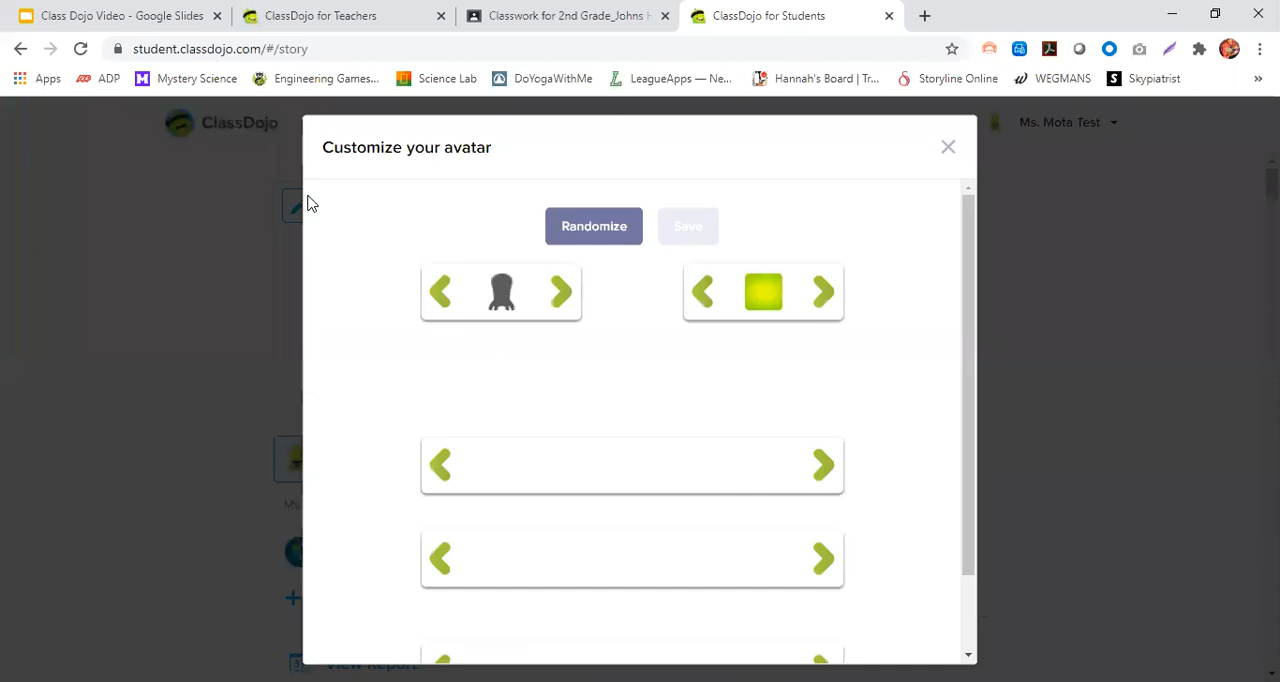 Class Dojo Video - Google Slides
ClassDojo for Teachers
Classwork for 2nd Grade_Johns H
ClassDojo for Students
student.classdojo.com/#/story
Apps
ADP
Mystery Science
Engineering Games...
Science Lab
DoYogaWithMe
LeagueApps — Ne...
Hannah's Board | Tr...
Storyline Online
WEGMANS
Skypiatrist
»
ClassDojo
Ms. Mota Test
Customize your avatar
Randomize
Save
Ms
View Report